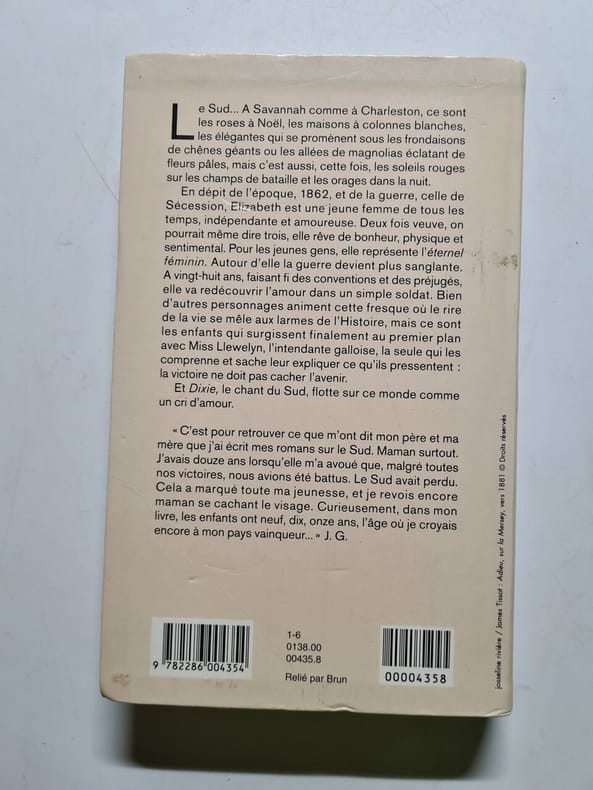 Le Sud... A Savannah comme à Charleston, ce sont
les roses à Noël, les maisons à colonnes blanches,
les élégantes qui se promènent sous les frondaisons
de chênes géants ou les allées de magnolias éclatant de
fleurs pâles, mais c'est aussi, cette fois, les soleils rouges
sur les champs de bataille et les orages dans la nuit.
En dépit de l'époque, 1862, et de la guerre, celle de
Sécession, Elizabeth est une jeune femme de tous les
temps, indépendante et amoureuse. Deux fois veuve, on
pourrait même dire trois, elle rêve de bonheur, physique et
sentimental. Pour les jeunes gens, elle représente l'éternel
féminin. Autour d'elle la guerre devient plus sanglante.
A vingt-huit ans, faisant fi des conventions et des préjugés,
elle va redécouvrir l'amour dans un simple soldat. Bien
d'autres personnages animent cette fresque où le rire
de la vie se mêle aux larmes de l'Histoire, mais ce sont
les enfants qui surgissent finalement au premier plan
avec Miss Llewelyn, l'intendante galloise, la seule qui les
comprenne et sache leur expliquer ce qu'ils pressentent :
la victoire ne doit pas cacher l'avenir.
Et Dixie, le chant du Sud, flotte sur ce monde comme
un cri d'amour.
« C'est pour retrouver ce que m'ont dit mon père et ma
mère que j'ai écrit mes romans sur le Sud. Maman surtout.
J'avais douze ans lorsqu'elle m'a avoué que, malgré toutes
nos victoires, nous avions été battus. Le Sud avait perdu.
Cela a marqué toute ma jeunesse, et je revois encore
maman se cachant le visage. Curieusement, dans mon
livre, les enfants ont neuf, dix, onze ans, l'âge où je croyais
encore à mon pays vainqueur... » J. G.
josseline rivière / James Tissot : Adieu, sur la Mersey, vers 1881 © Droits réservés
9 782286 004354
1-6
0138.00
00435.8
Relié par Brun
00004358